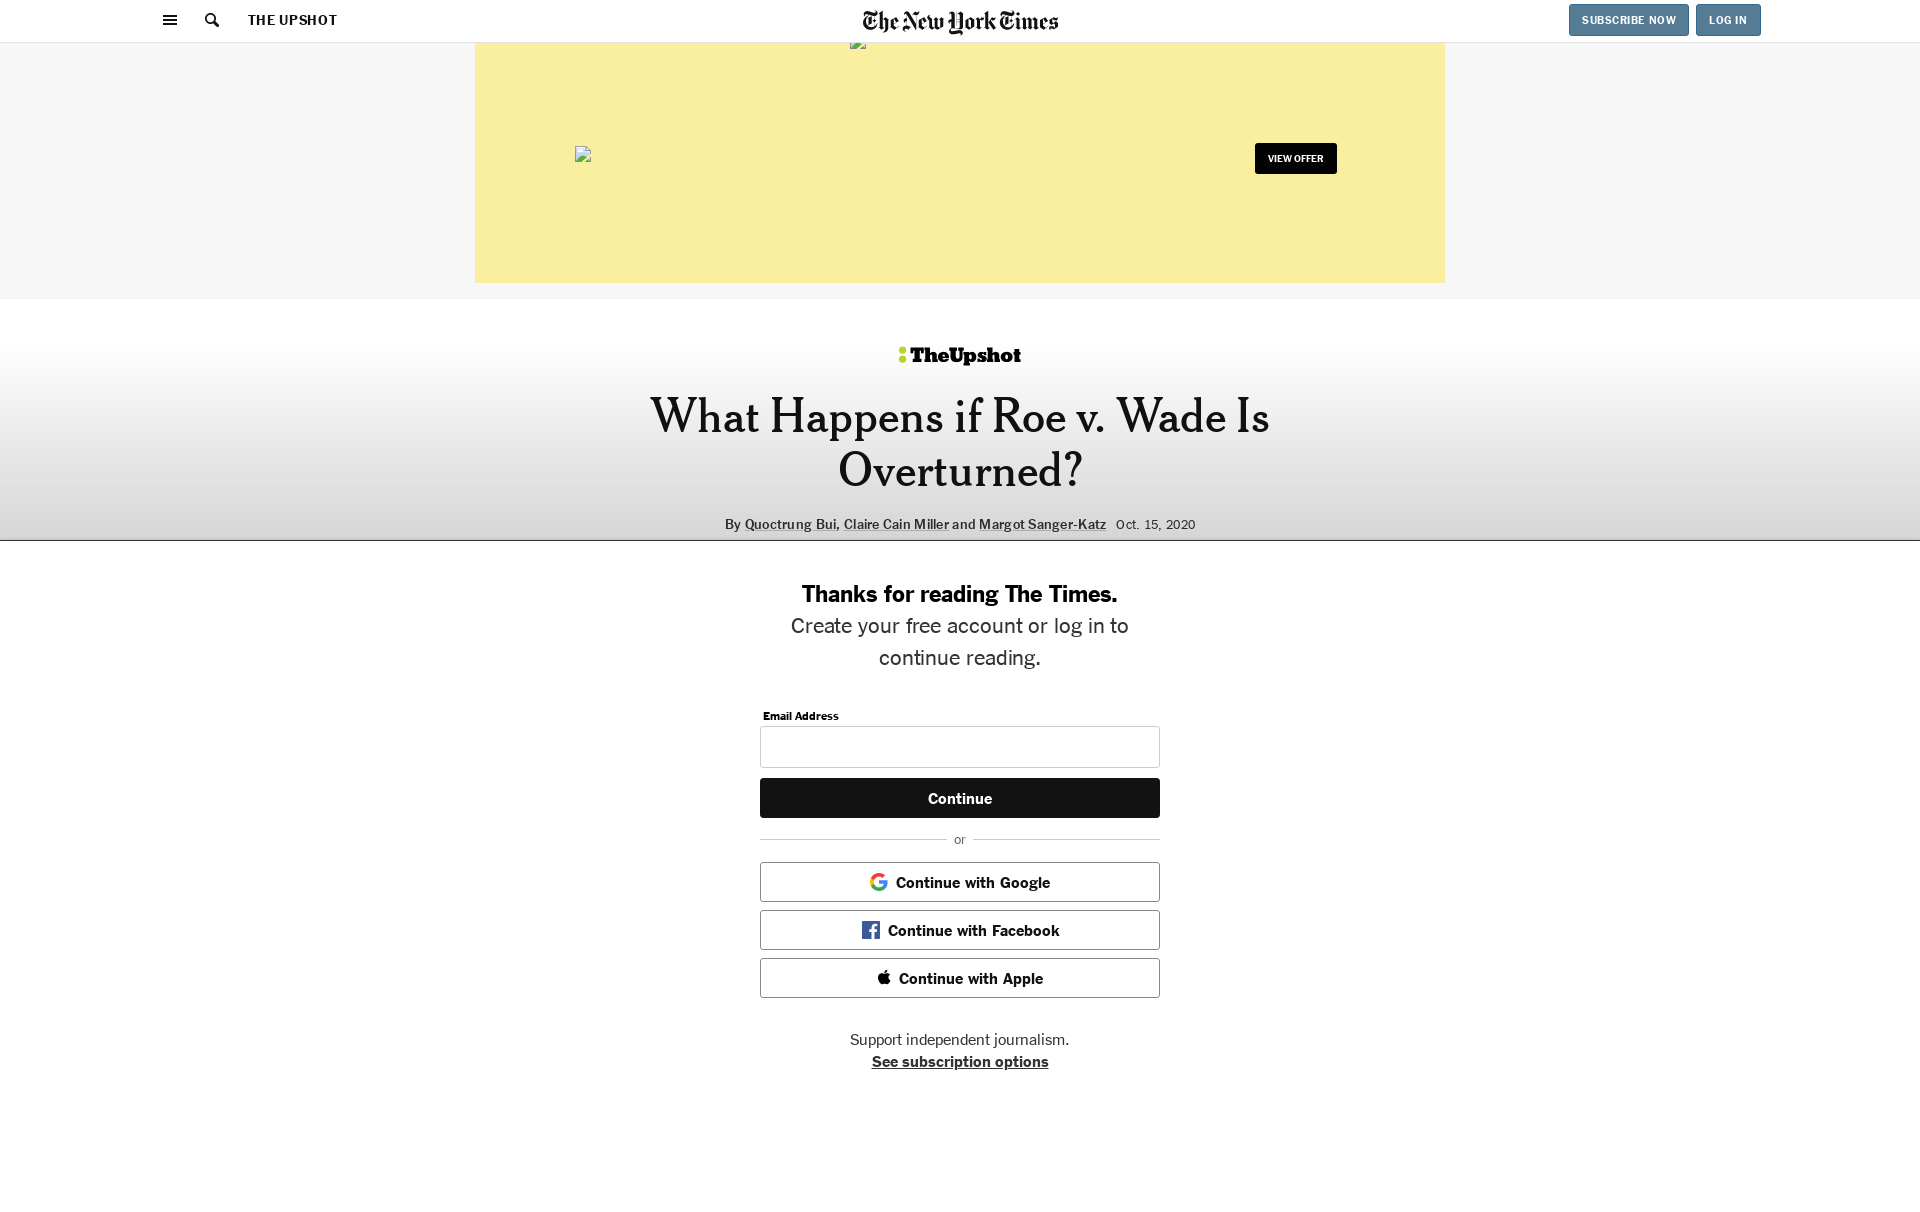 THE UPSHOT
The New York Times
SUBSCRIBE NOW
LOG IN
VIEW OFFER
TheUpshot
What Happens if Roe v. Wade Is
Overturned?
By Quoctrung Bui, Claire Cain Miller and Margot Sanger-Katz Oct. 15, 2020
Thanks for reading The Times.
Create your free account or log in to
continue reading.
Email Address
Continue
or
Continue with Google
Continue with Facebook
Continue with Apple
Support independent journalism.
See subscription options